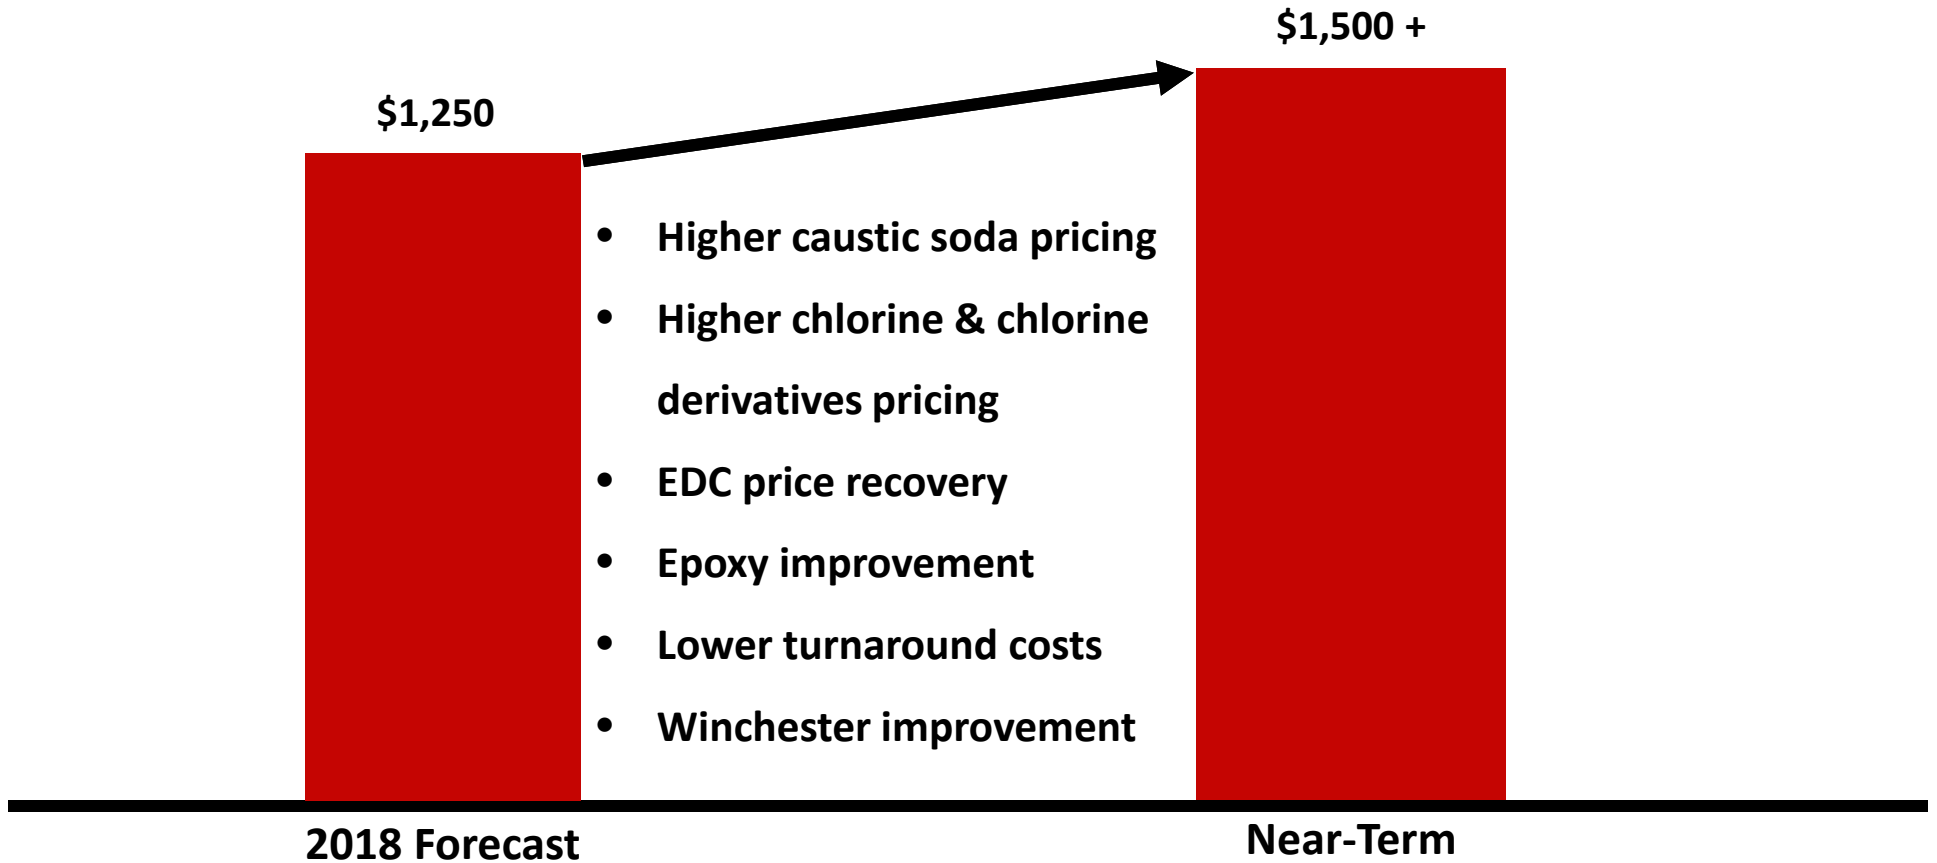 $1,500 +
$1,250
• Higher caustic soda pricing
• Higher chlorine & chlorine
derivatives pricing
• EDC price recovery
• Epoxy improvement
• Lower turnaround costs
• Winchester improvement
2018 Forecast
Near-Term